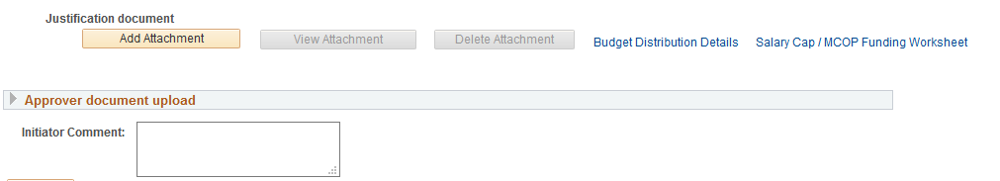 Justification document
Add Attachment View Attachment Delete Attachment Budget Distribution Details Salary Cap / MCOP Funding Worksheet
Approver document upload
Initiator Comment: